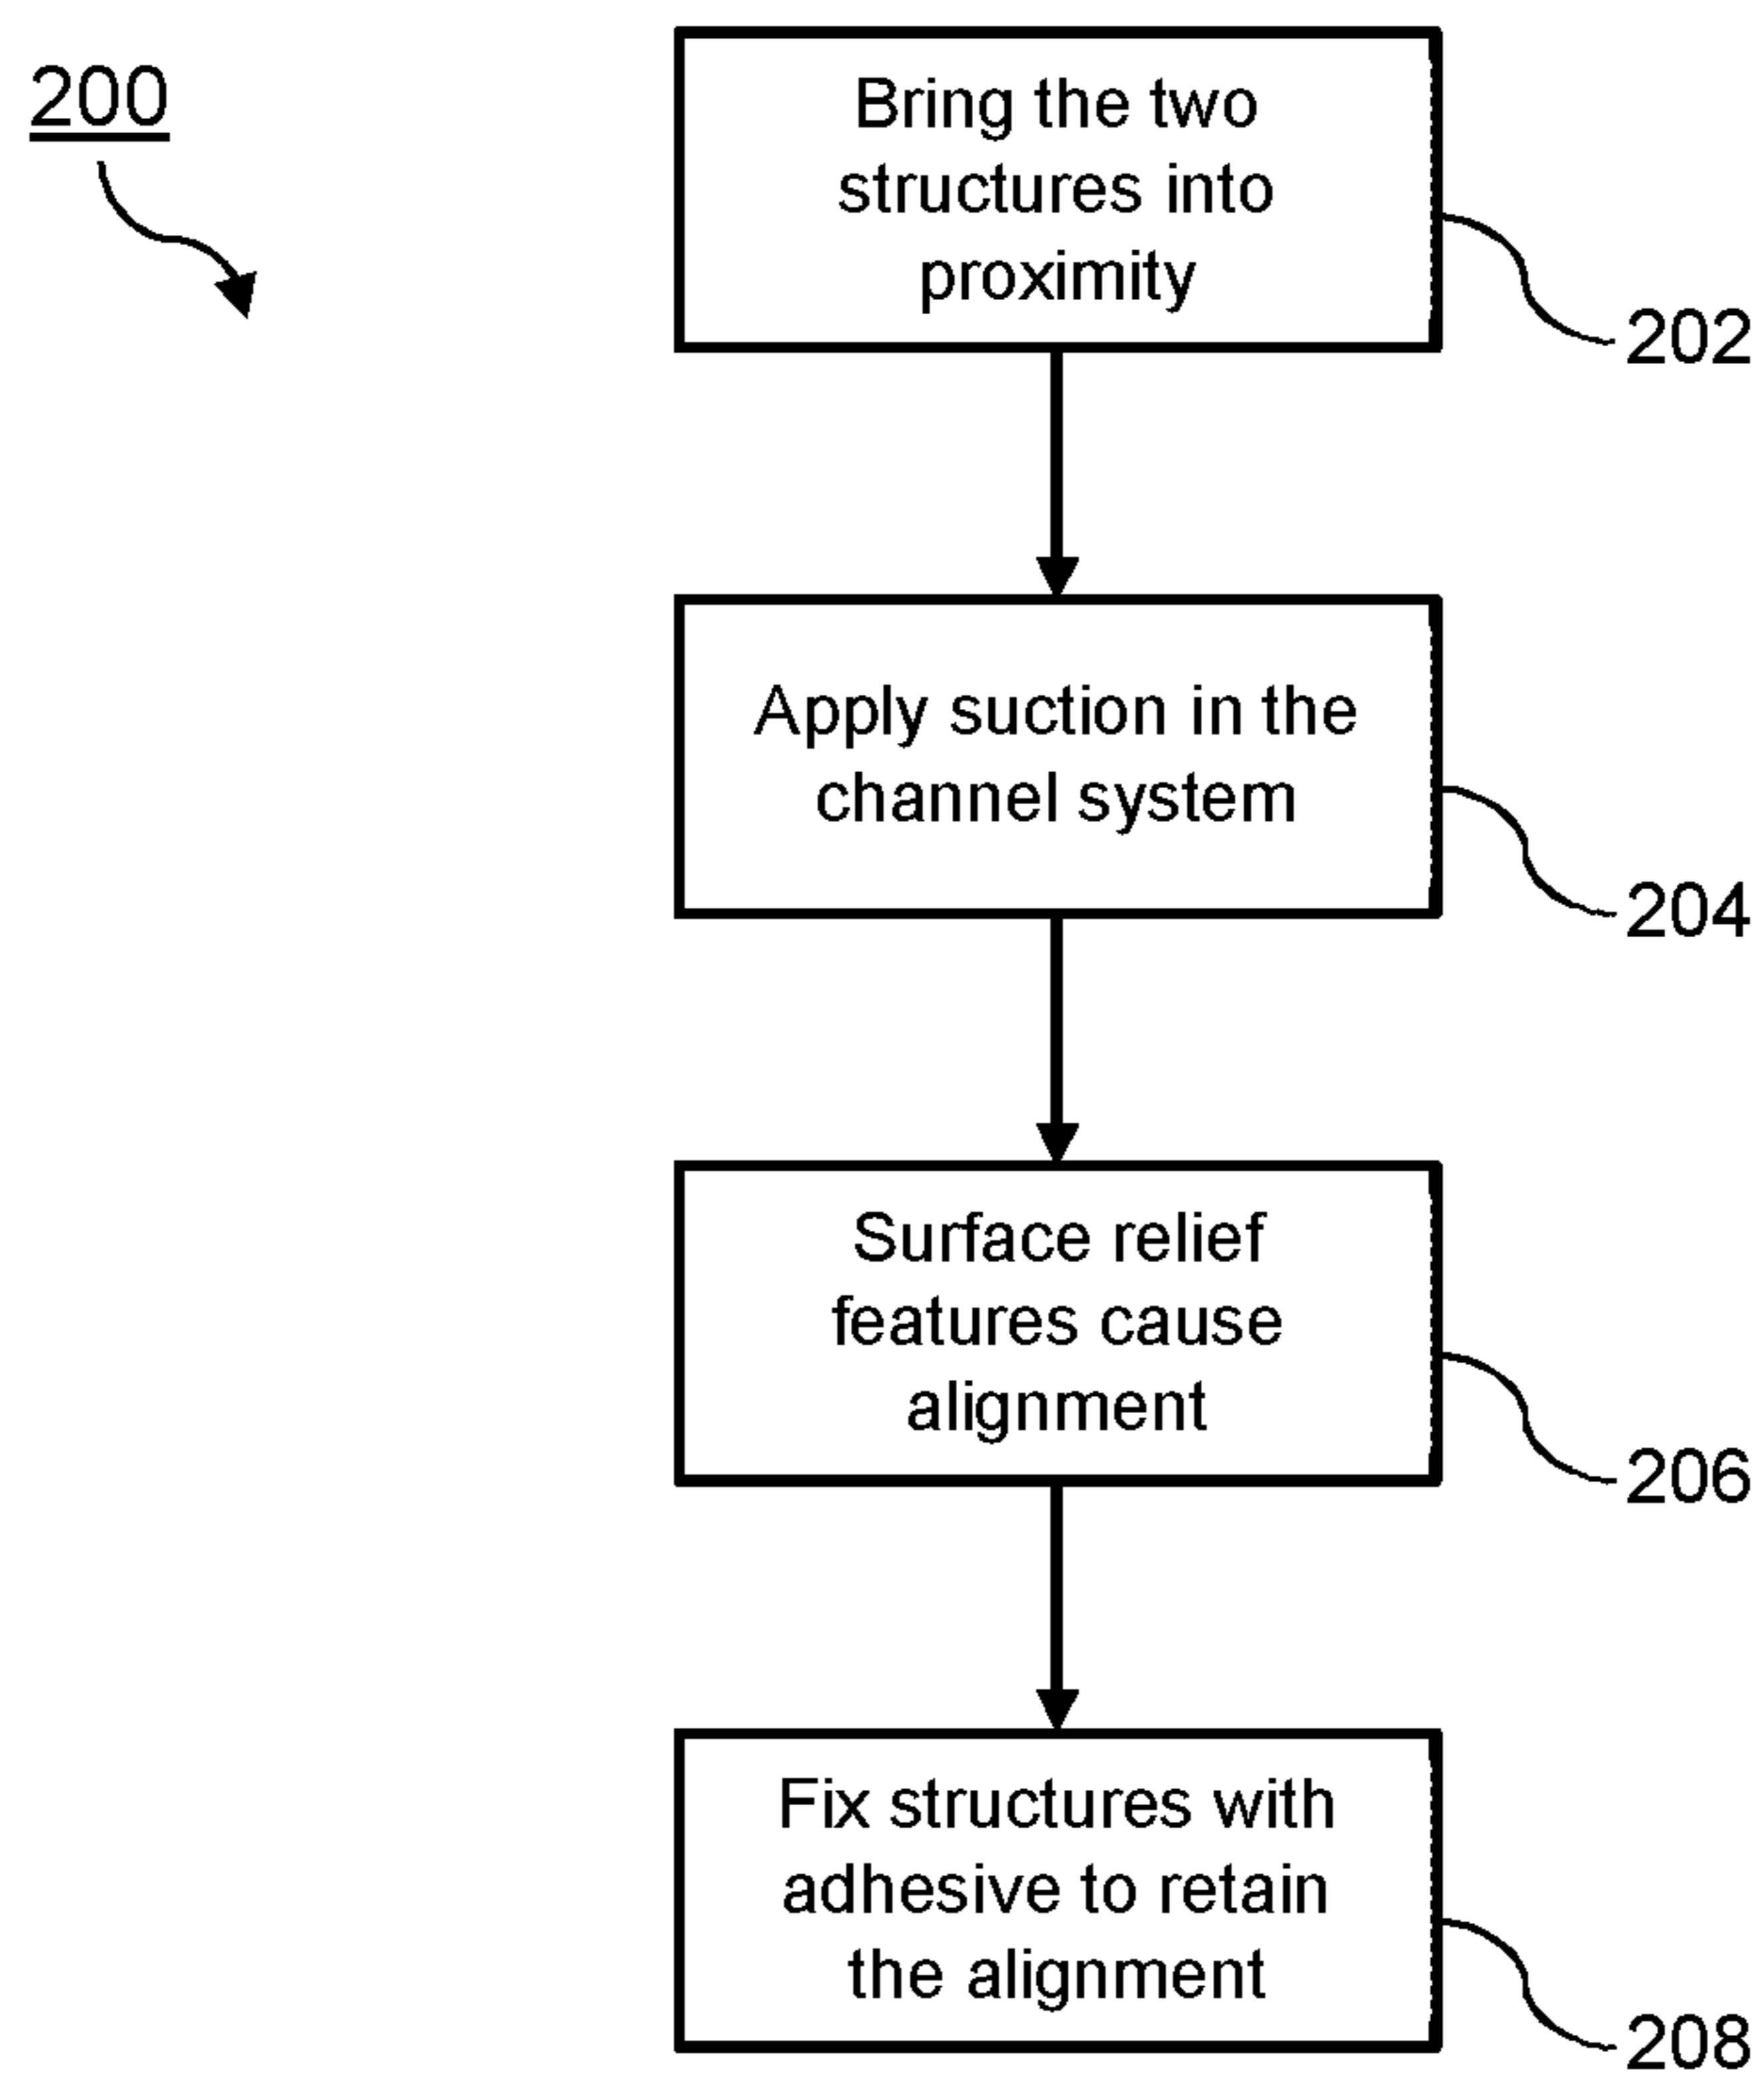 200
Bring the two
structures into
proximity
202
Apply suction in the
channel system
204
Surface relief
features cause
alignment
206
Fix structures with
adhesive to retain
the alignment
208